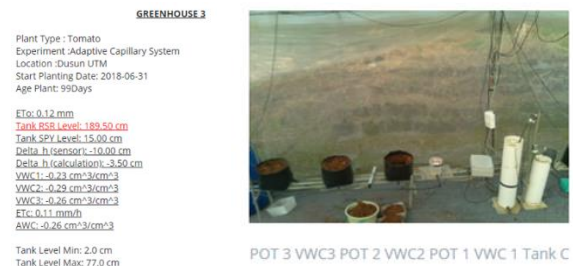 GREENHOUSE 3
Plant Type : Tomato
Experiment :Adaptive Capillary System
Location :Dusun UTM
Start Planting Date: 2018-06-31
Age Plant: 99Days
ETo: 0.12 mm
Tank RSR Level: 189.50 cm
Tank SPY Level: 15.00 cm
Delta_h (sensor): -10.00 cm
Delta_h (calculation): -3.50 cm
VWC1: -0.23 cm^3/cm^3
VWC2: -0.29 cm^3/cm^3
VWC3: -0.26 cm^3/cm^3
ETc: 0.11 mm/h
AWC: -0.26 cm^3/cm^3
Tank Level Min: 2.0 cm
Tank Level Max: 77.0 cm
POT 3 VWC3 POT 2 VWC2 POT 1 VWC 1 Tank C